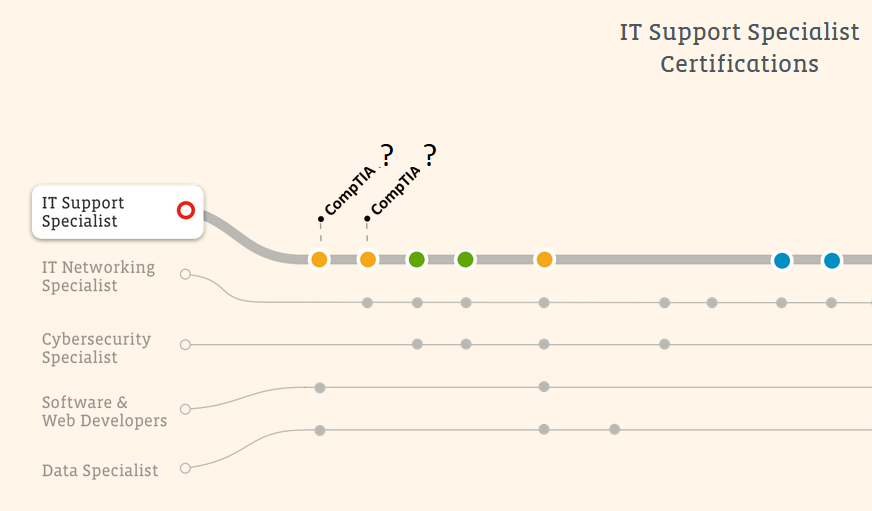 IT Support Specialist
Certifications
CompTIA ?
CompTIA ?
IT Support
Specialist
IT Networking
Specialist
Cybersecurity
Specialist
Software &
Web Developers
Data Specialist